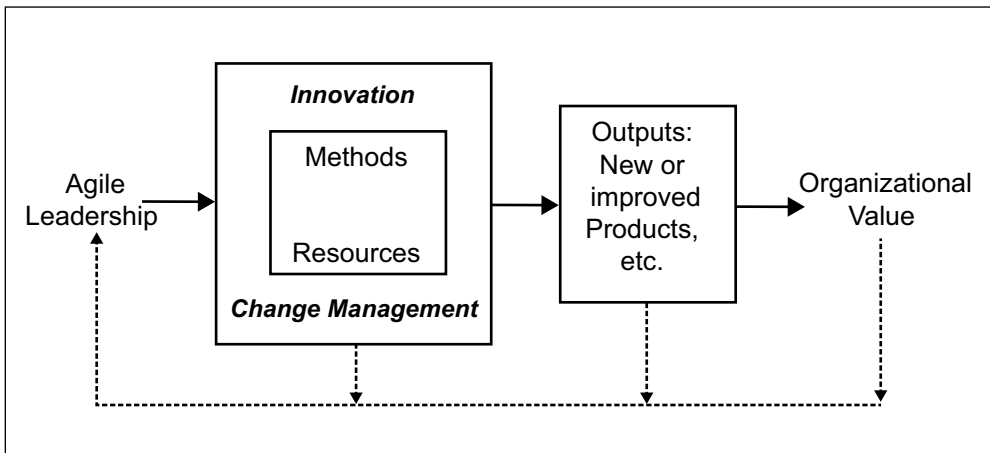 Agile
Leadership
Innovation
Methods
Resources
Change Management
Outputs:
New or
improved
Products,
etc.
Organizational
Value